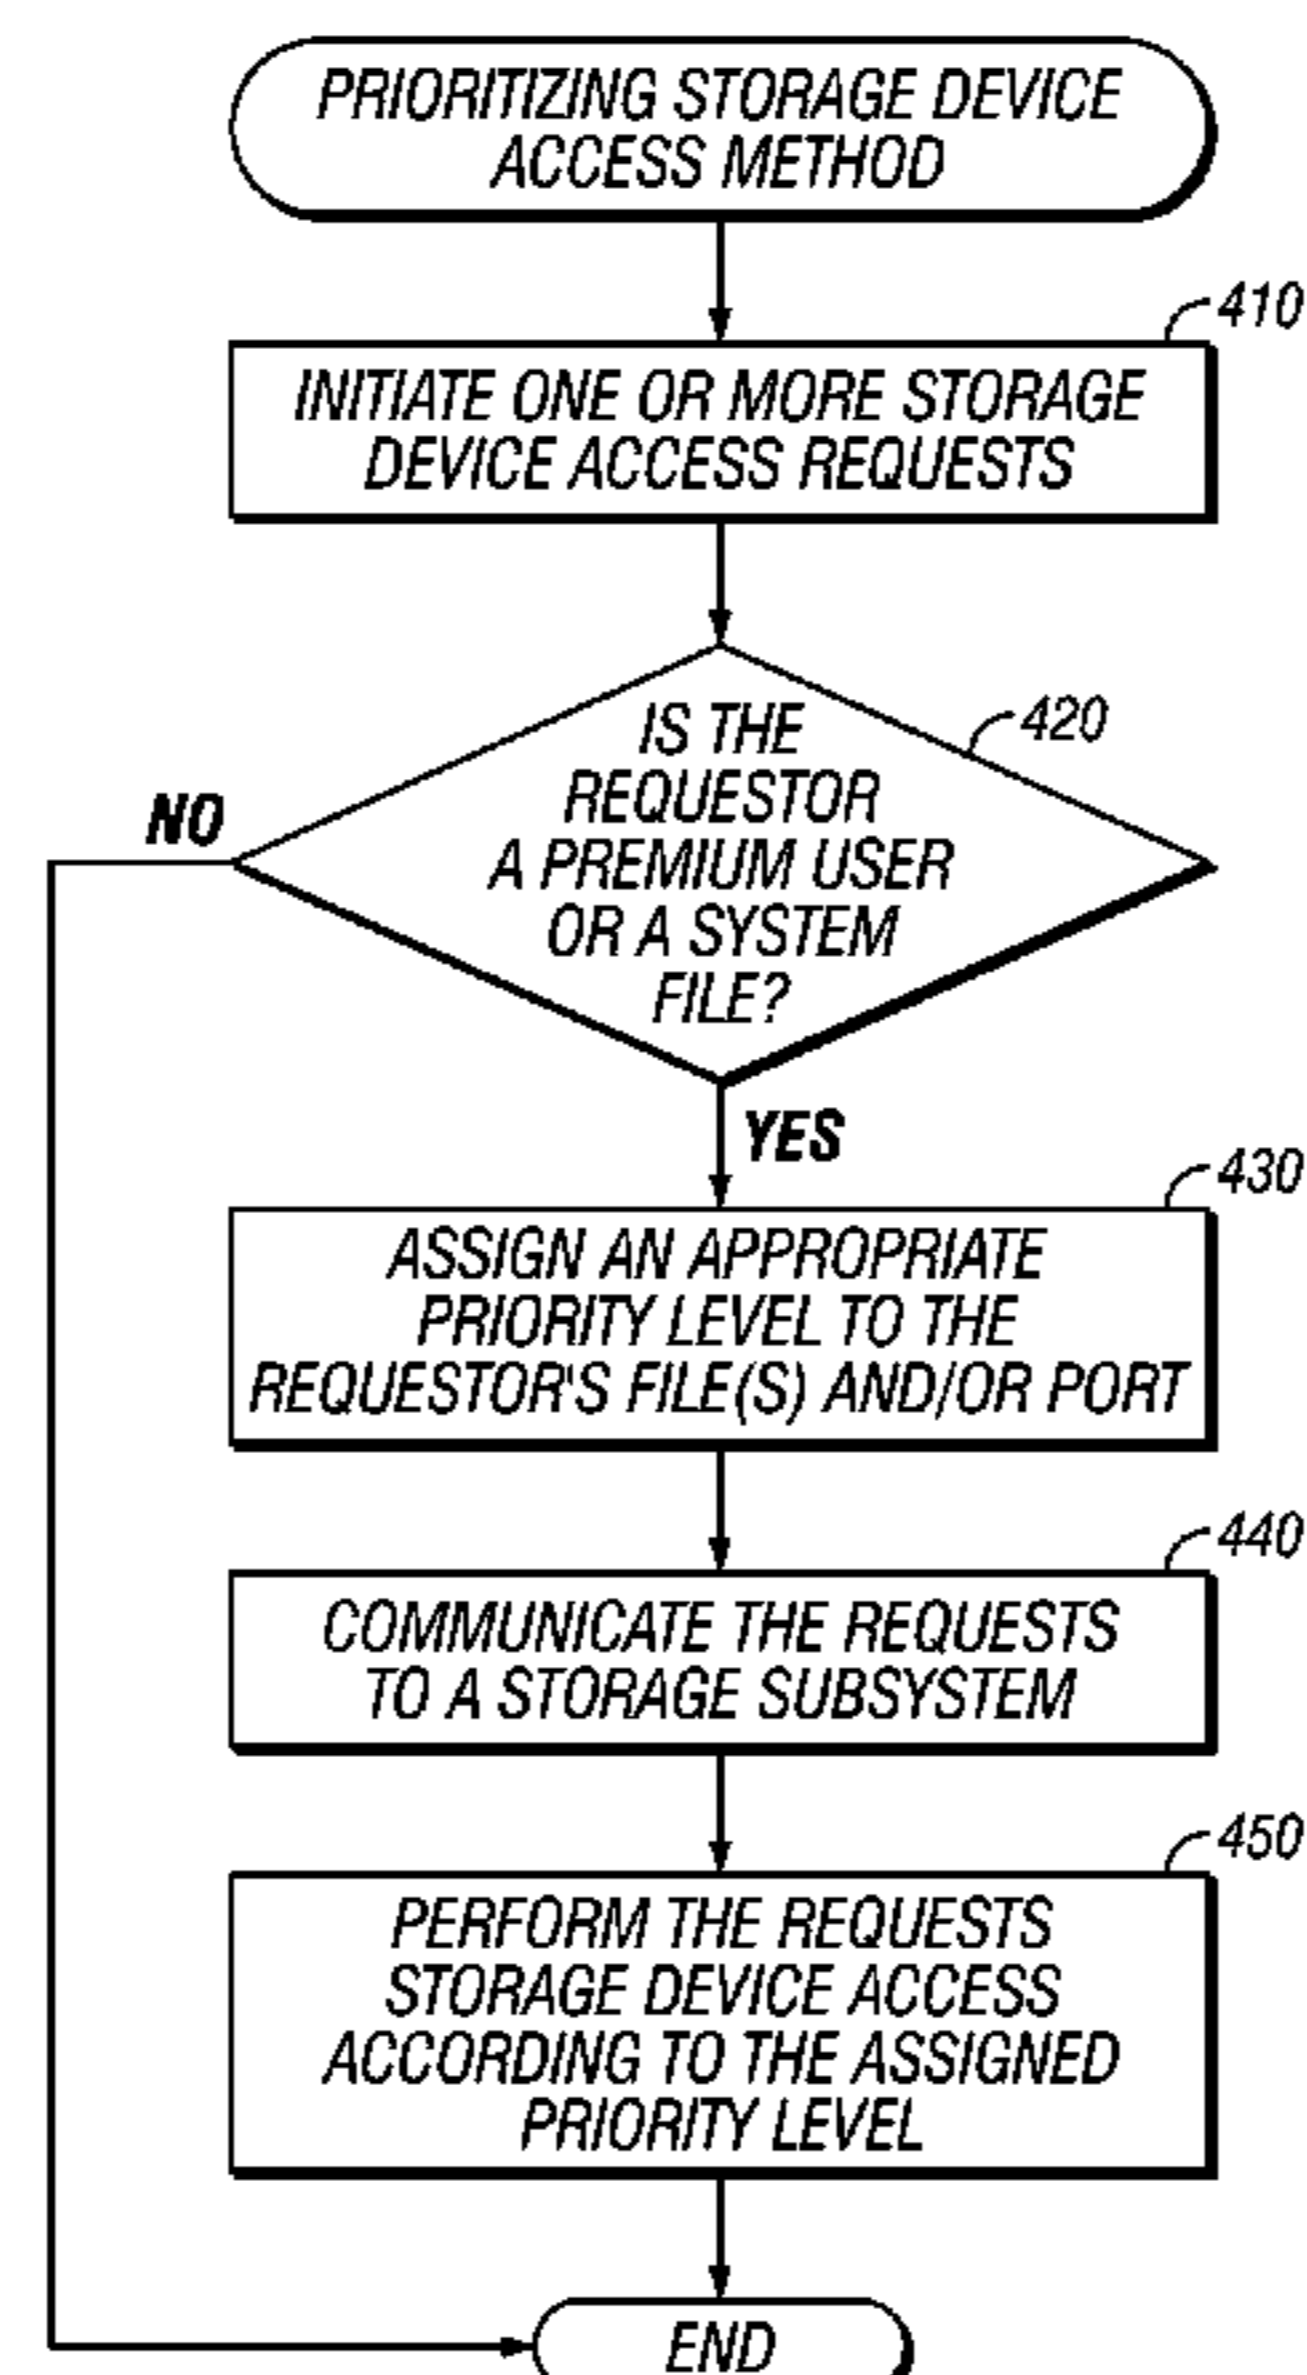 PRIORITIZING STORAGE DEVICE
ACCESS METHOD
410
INITIATE ONE OR MORE STORAGE
DEVICE ACCESS REQUESTS
420
IS THE
REQUESTOR
A PREMIUM USER
OR A SYSTEM
FILE?
NO
YES
430
ASSIGN AN APPROPRIATE
PRIORITY LEVEL TO THE
REQUESTOR'S FILE(S) AND/OR PORT
440
COMMUNICATE THE REQUESTS
TO A STORAGE SUBSYSTEM
450
PERFORM THE REQUESTS
STORAGE DEVICE ACCESS
ACCORDING TO THE ASSIGNED
PRIORITY LEVEL
END